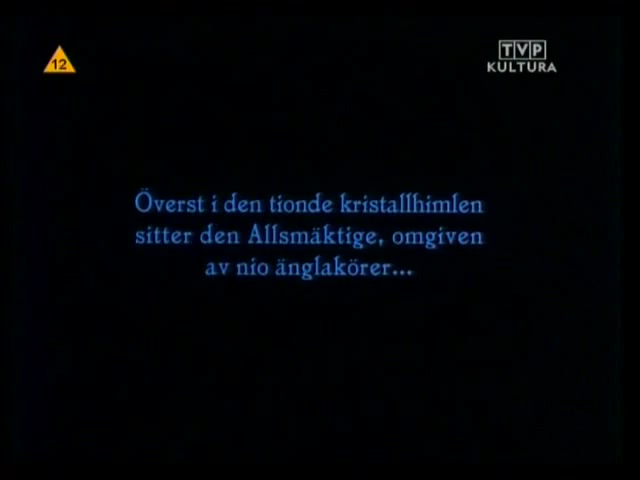 12
TVP
KULTURA
Överst i den tionde kristallhimlen
sitter den Allsmäktige, omgiven
av nio änglakörer...